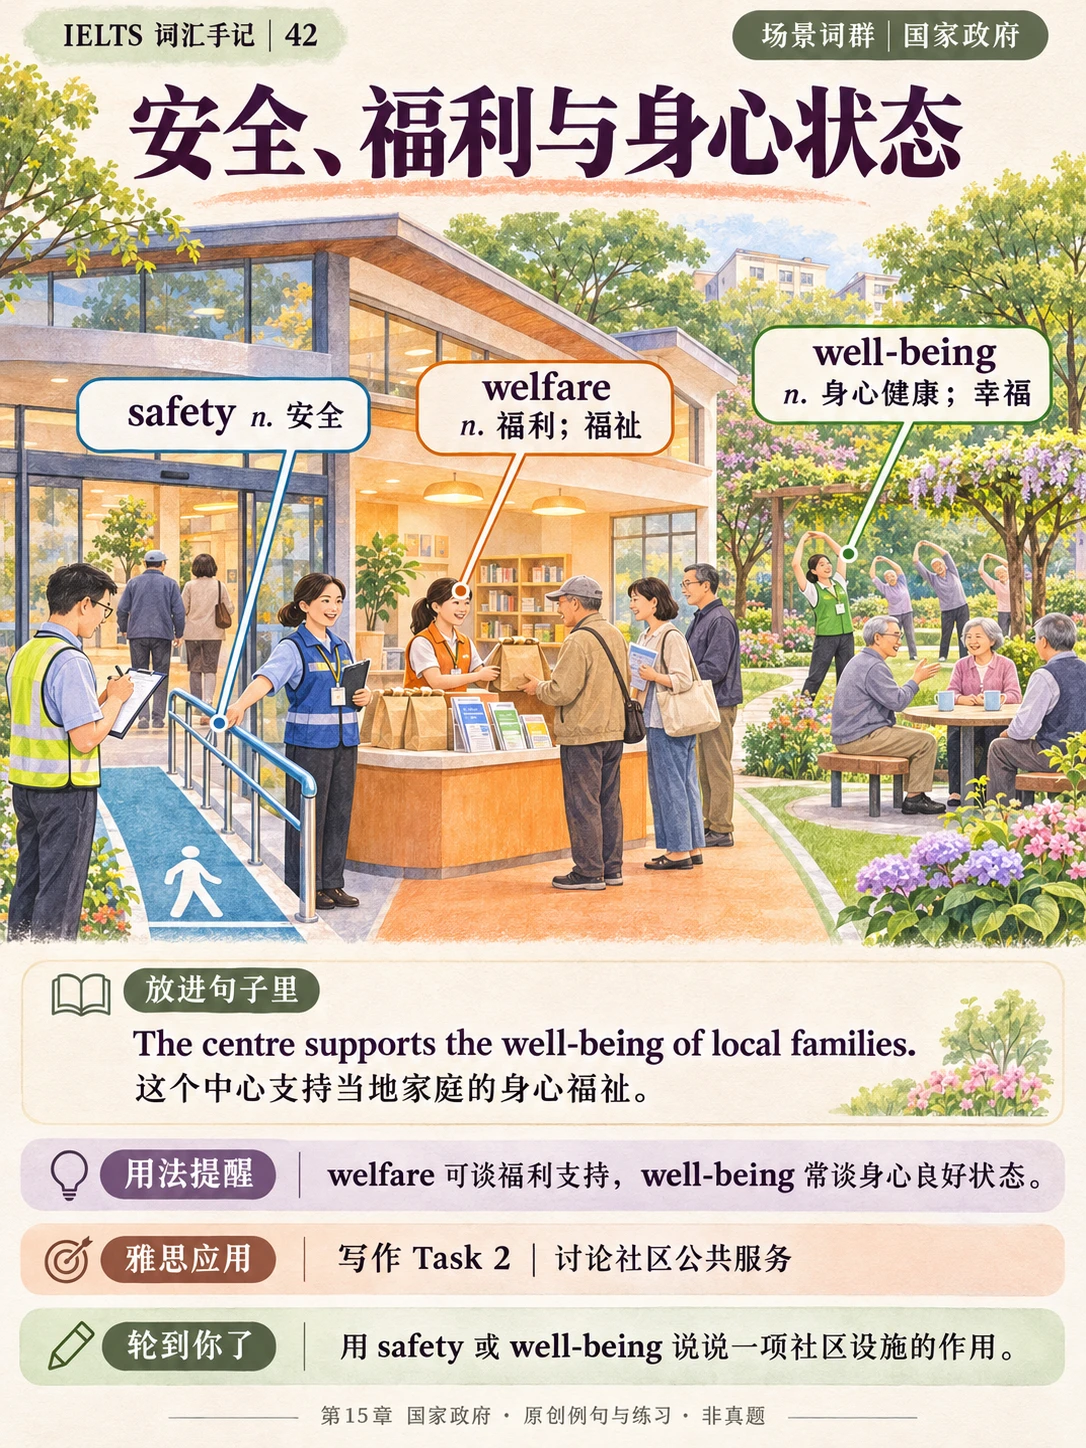 IELTS 词汇手记 | 42
场景词群 | 国家政府
安全、福利与身心状态
safety n. 安全
welfare
n. 福利；福祉
well-being
n. 身心健康；幸福
放进句子里
The centre supports the well-being of local families.
这个中心支持当地家庭的身心福祉。
用法提醒 | welfare 可谈福利支持，well-being 常谈身心良好状态。
雅思应用 | 写作 Task 2 | 讨论社区公共服务
轮到你了 | 用 safety 或 well-being 说说一项社区设施的作用。
第15章 国家政府 · 原创例句与练习 · 非真题